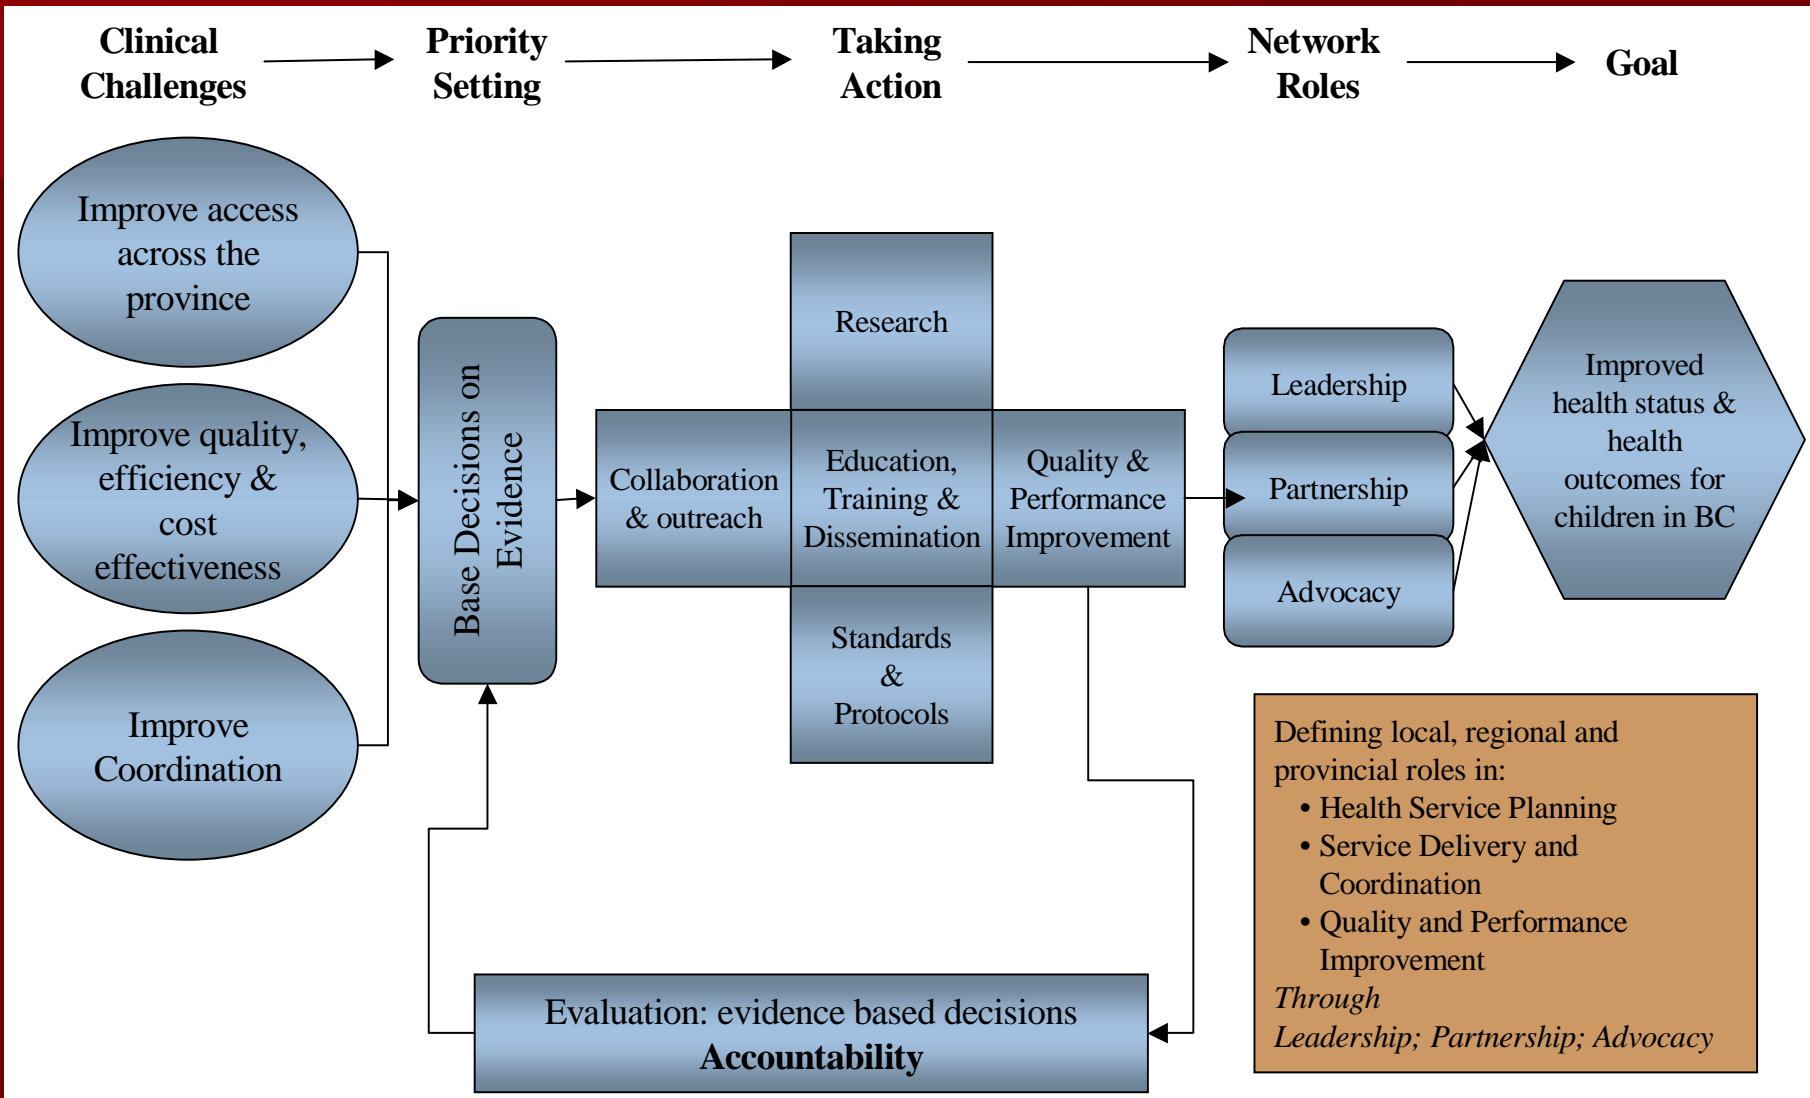 Clinical
Challenges
Priority
Setting
Taking
Action
Network
Roles
Goal
Improve access
across the
province
Improve quality,
efficiency &
cost
effectiveness
Improve
Coordination
Base Decisions on
Evidence
Research
Collaboration
& outreach
Education,
Training &
Dissemination
Quality &
Performance
Improvement
Standards
&
Protocols
Leadership
Partnership
Advocacy
Improved
health status &
health
outcomes for
children in BC
Defining local, regional and
provincial roles in:
• Health Service Planning
• Service Delivery and
Coordination
• Quality and Performance
Improvement
Through
Leadership; Partnership; Advocacy
Evaluation: evidence based decisions
Accountability